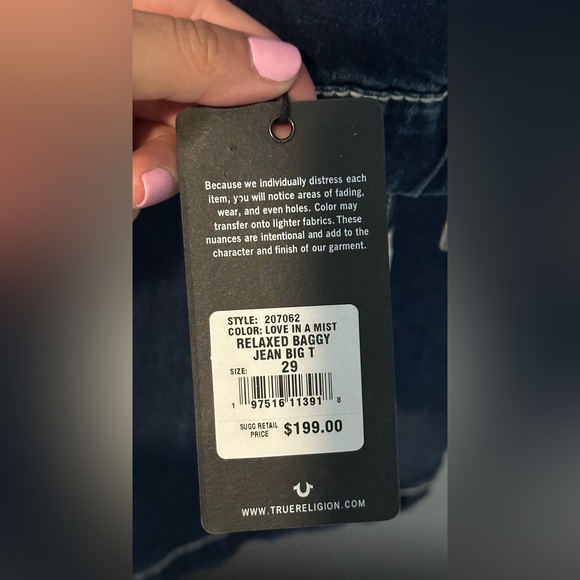 Because we individually distress each
item, you will notice areas of fading,
wear, and even holes. Color may
transfer onto lighter fabrics. These
nuances are intentional and add to the
character and finish of our garment.
STYLE: 207062
COLOR: LOVE IN A MIST
RELAXED BAGGY
JEAN BIG T
SIZE: 29
1 97516 11391 8
SUGG RETAIL
PRICE $199.00
WWW.TRUERELIGION.COM